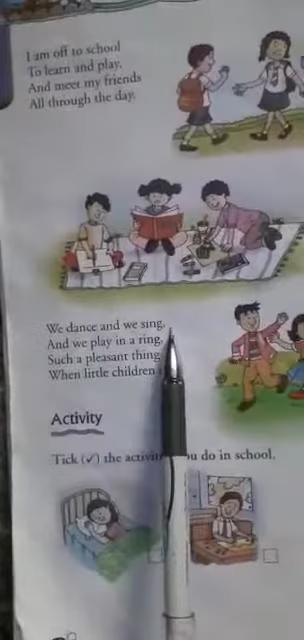 I am off to school
To learn and play,
And meet my friends
All through the day.
We dance and we sing,
And we play in a ring,
Such a pleasant thing
When little children
Activity
Tick (✓) the activit ou do in school.